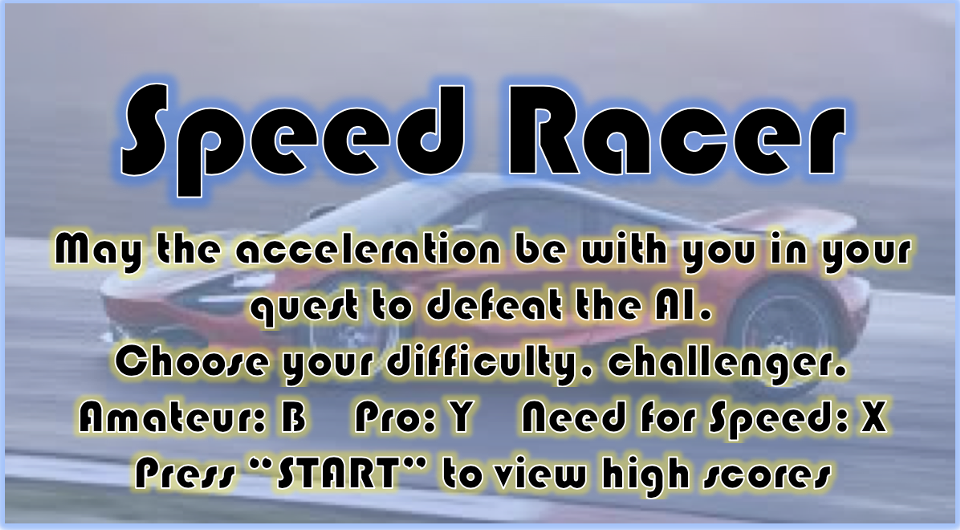 Speed Racer
May the acceleration be with you in your
quest to defeat the AI.
Choose your difficulty, challenger.
Amateur: B Pro: Y Need for Speed: X
Press “START” to view high scores